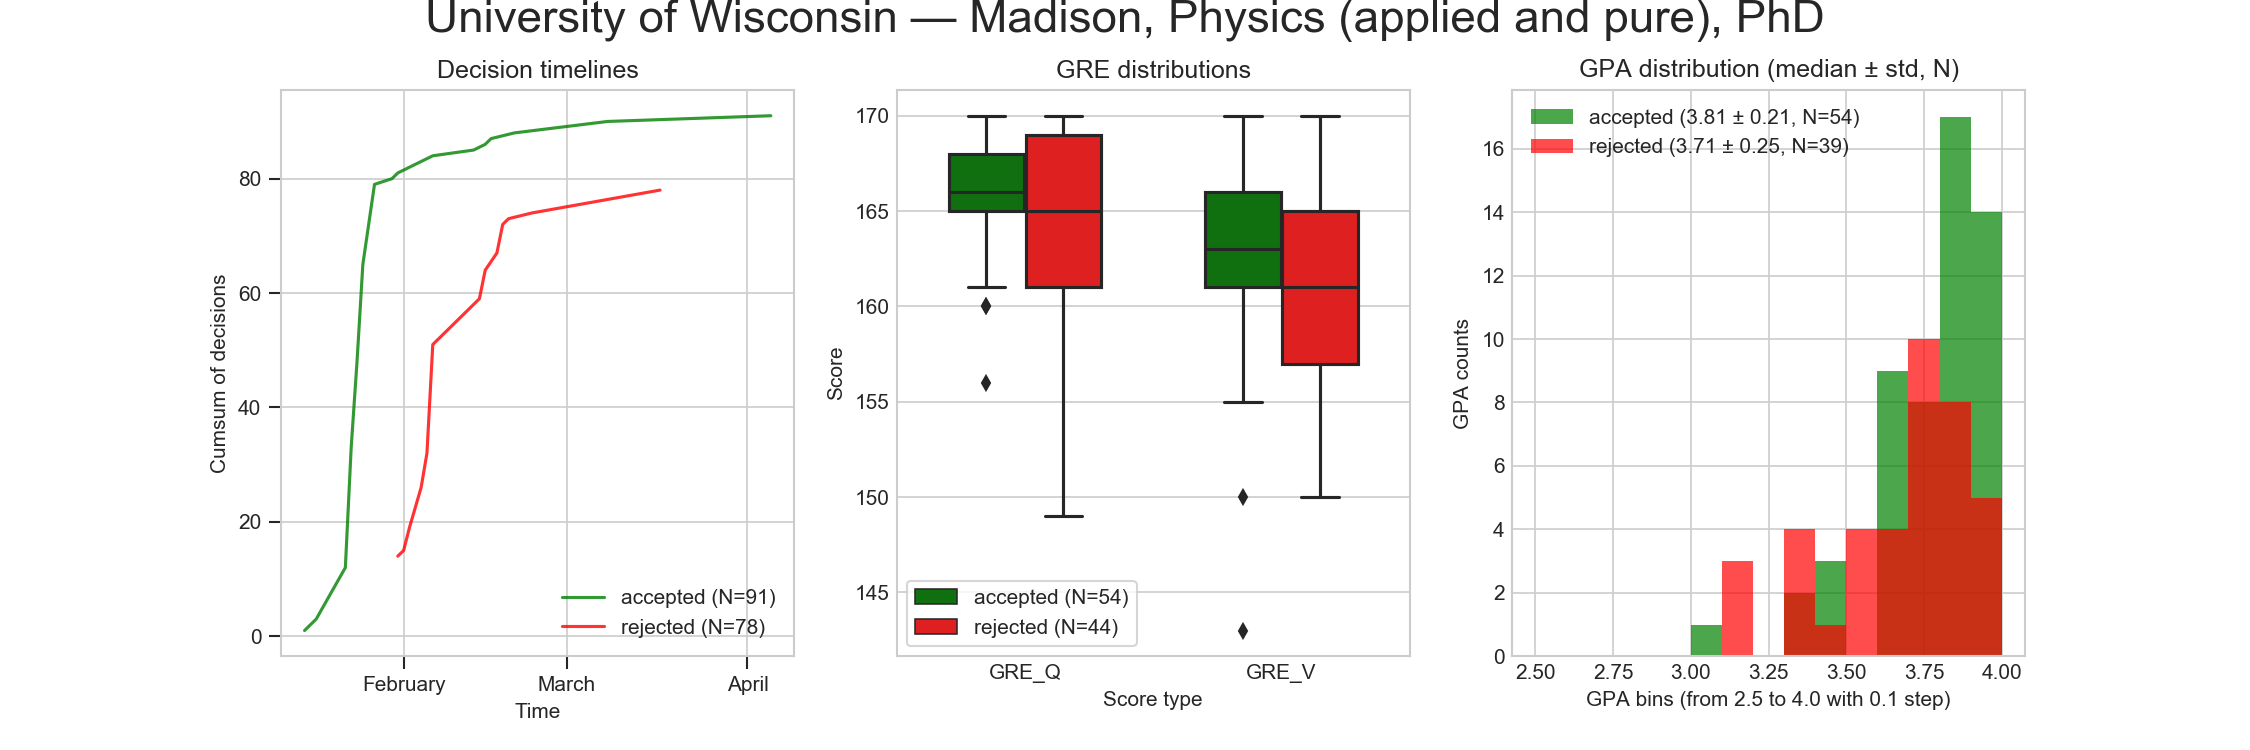 University of Wisconsin — Madison, Physics (applied and pure), PhD
Decision timelines
Cumsum of decisions
80
60
40
20
0
accepted (N=91)
rejected (N=78)
February
March
April
Time
GRE distributions
Score
170
165
160
155
150
145
accepted (N=54)
rejected (N=44)
GRE_Q
GRE_V
Score type
GPA distribution (median ± std, N)
accepted (3.81 ± 0.21, N=54)
rejected (3.71 ± 0.25, N=39)
GPA counts
16
14
12
10
8
6
4
2
0
2.50
2.75
3.00
3.25
3.50
3.75
4.00
GPA bins (from 2.5 to 4.0 with 0.1 step)